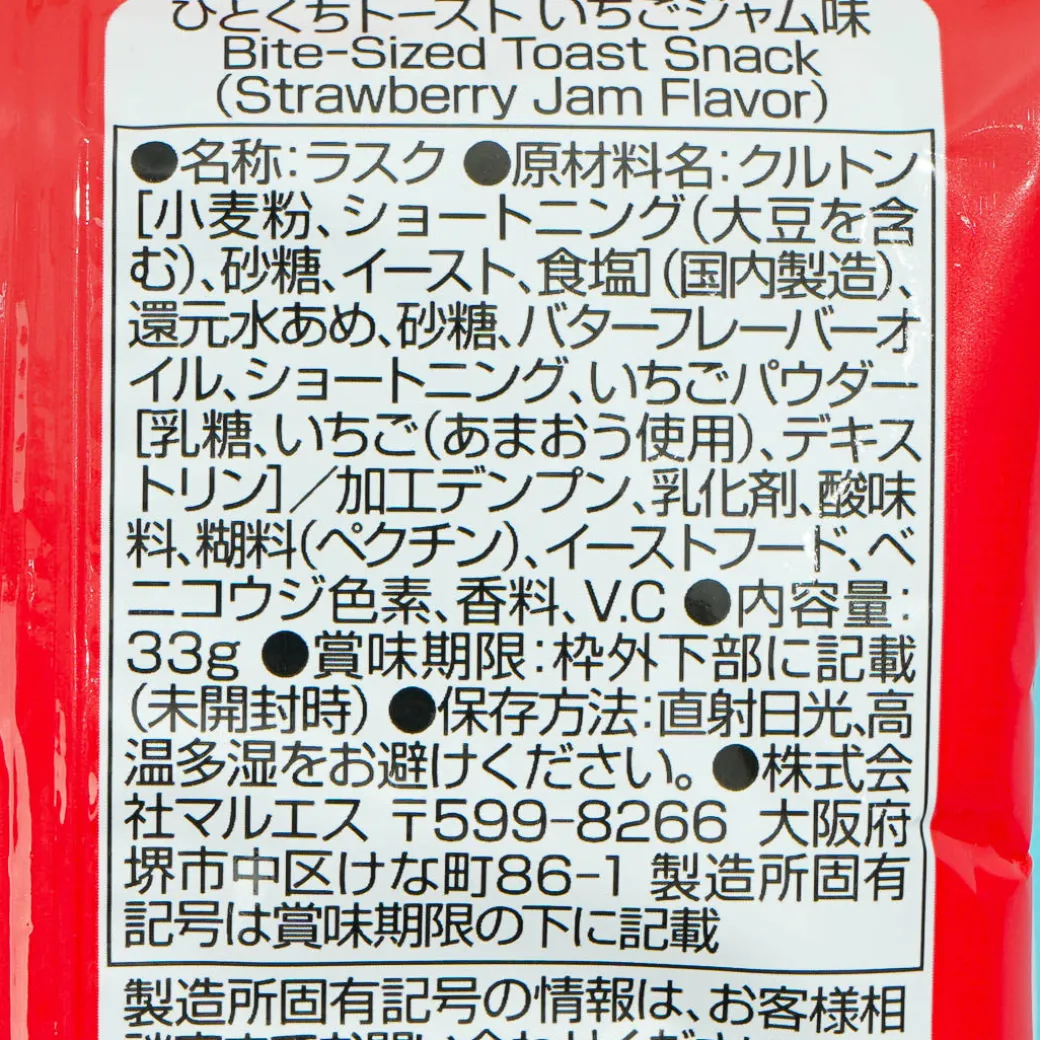 ひとくちトースト いちごジャム味
Bite-Sized Toast Snack
(Strawberry Jam Flavor)
●名称:ラスク ●原材料名:クルトン
[小麦粉、ショートニング(大豆を含
む)、砂糖、イースト、食塩](国内製造)、
還元水あめ、砂糖、バターフレーバーオ
イル、ショートニング、いちごパウダー
[乳糖、いちご(あまおう使用)、デキス
トリン]/加工デンプン、乳化剤、酸味
料、糊料(ペクチン)、イーストフード、ベ
ニコウジ色素、香料、V.C ●内容量:
33g ●賞味期限:枠外下部に記載
(未開封時) ●保存方法:直射日光、高
温多湿をお避けください。 ●株式会
社マルエス 〒599-8266 大阪府
堺市中区けな町86-1 製造所固有
記号は賞味期限の下に記載
製造所固有記号の情報は、お客様相